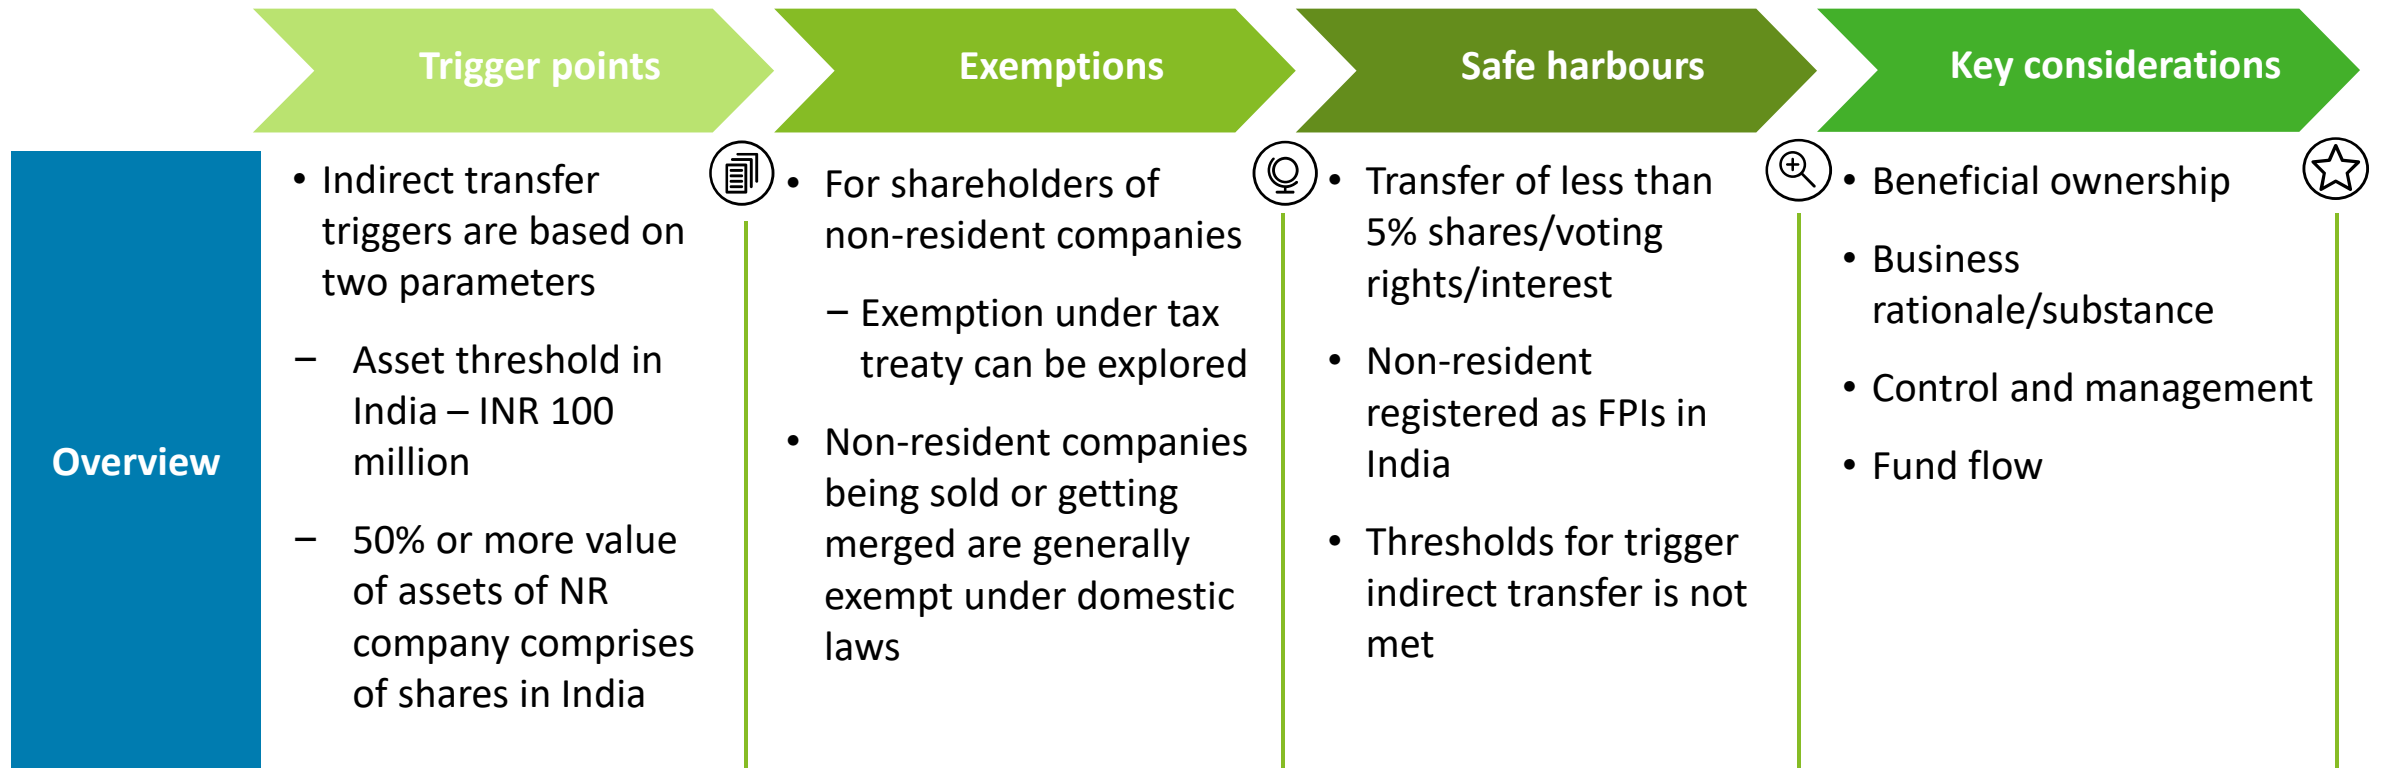 Trigger points
Exemptions
Safe harbours
Key considerations
Overview
• Indirect transfer
triggers are based on
two parameters
– Asset threshold in
India – INR 100
million
– 50% or more value
of assets of NR
company comprises
of shares in India
• For shareholders of
non-resident companies
– Exemption under tax
treaty can be explored
• Non-resident companies
being sold or getting
merged are generally
exempt under domestic
laws
• Transfer of less than
5% shares/voting
rights/interest
• Non-resident
registered as FPIs in
India
• Thresholds for trigger
indirect transfer is not
met
• Beneficial ownership
• Business
rationale/substance
• Control and management
• Fund flow